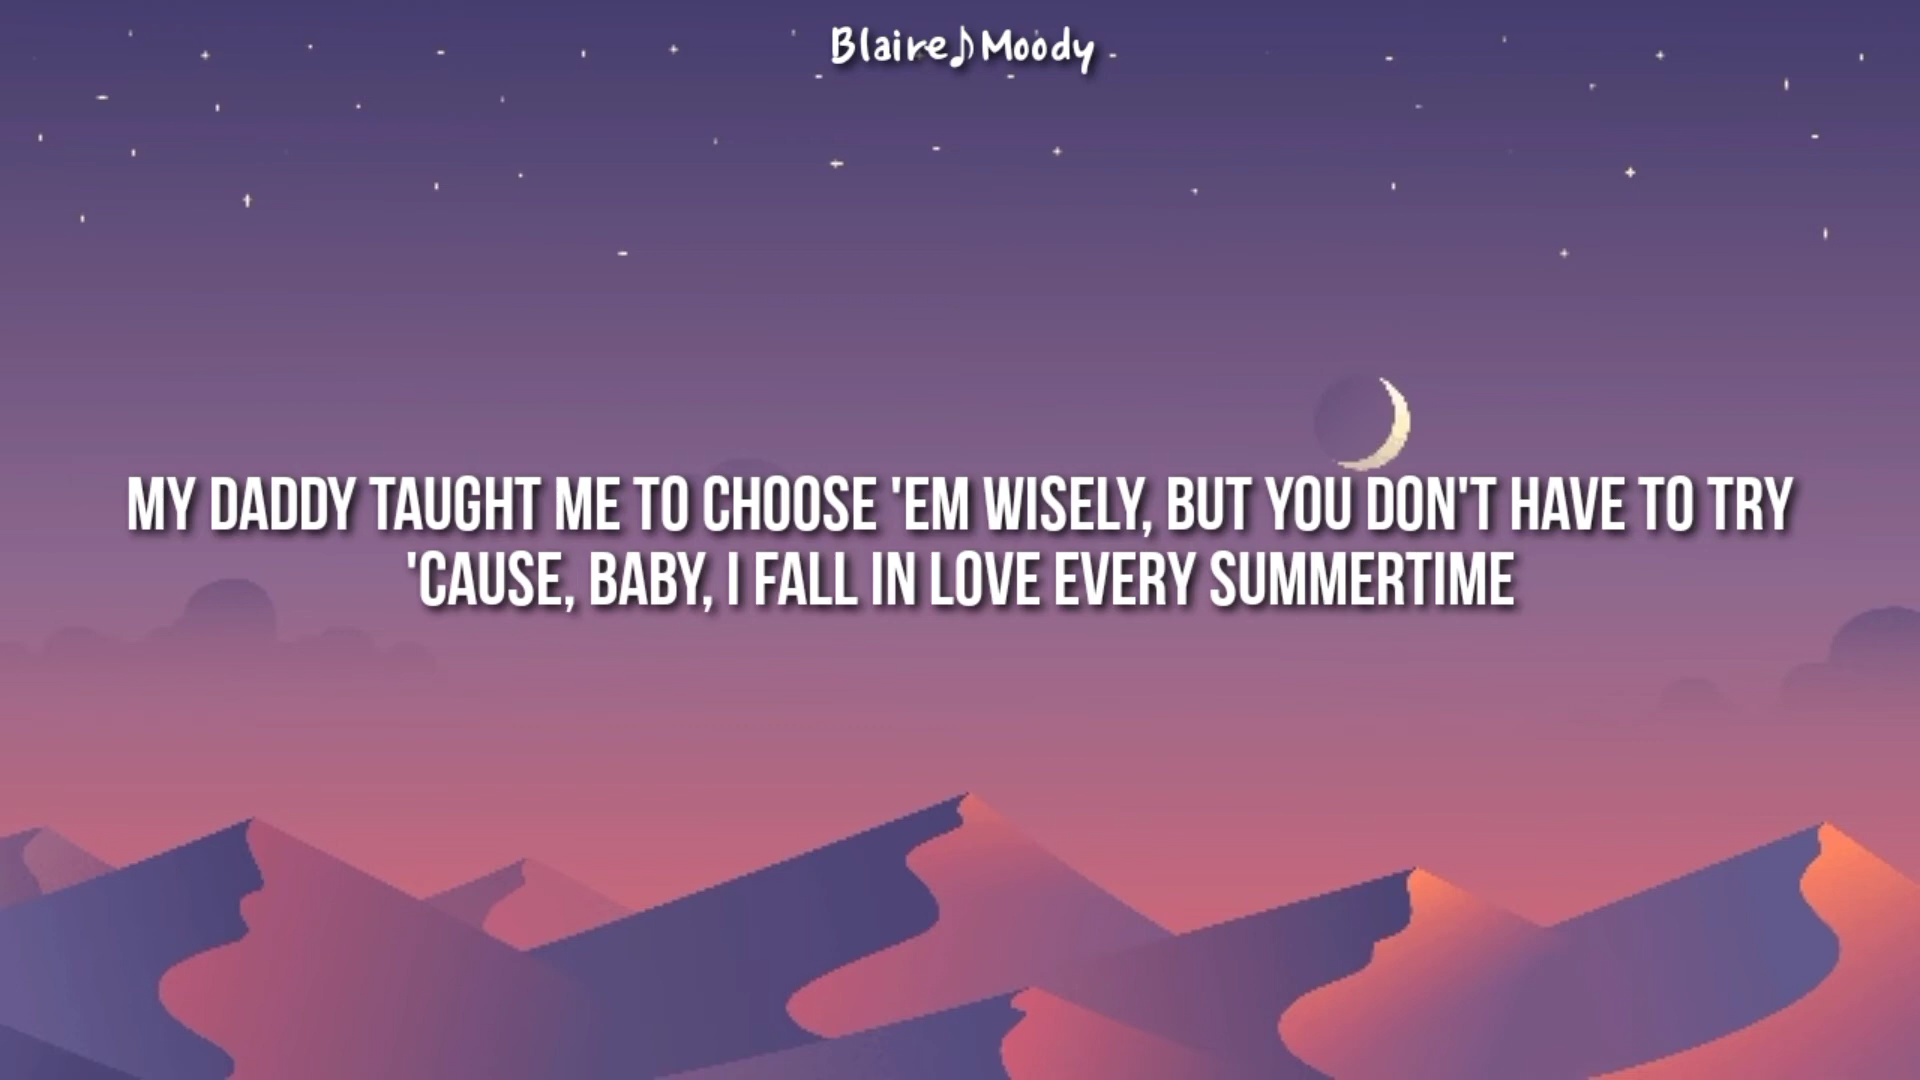 Blaire♪Moody
MY DADDY TAUGHT ME TO CHOOSE 'EM WISELY, BUT YOU DON'T HAVE TO TRY
'CAUSE, BABY, I FALL IN LOVE EVERY SUMMERTIME